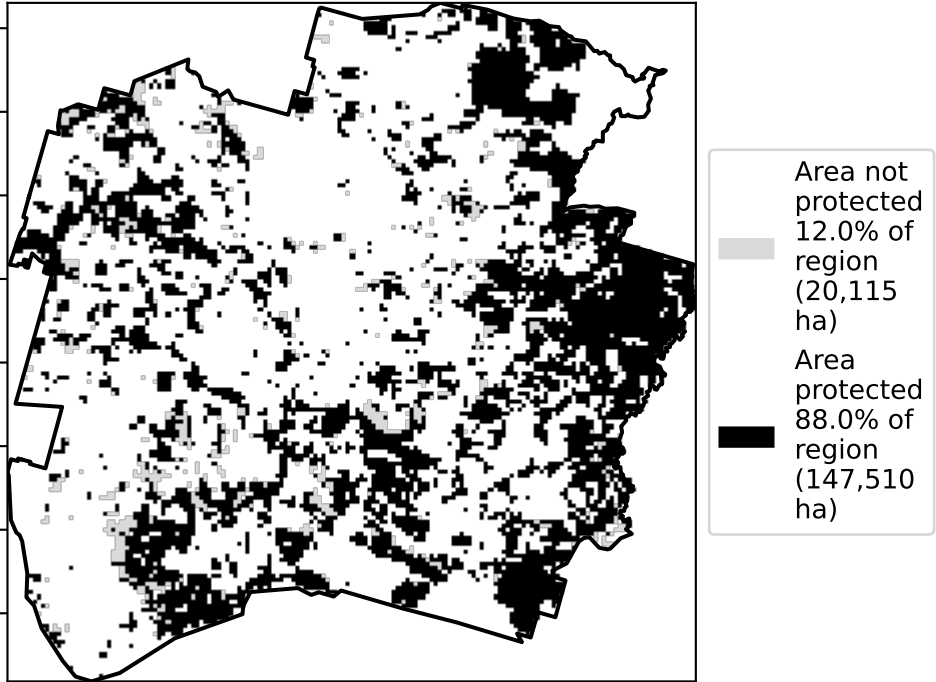 Area not
protected
12.0% of
region
(20,115
ha)
Area
protected
88.0% of
region
(147,510
ha)